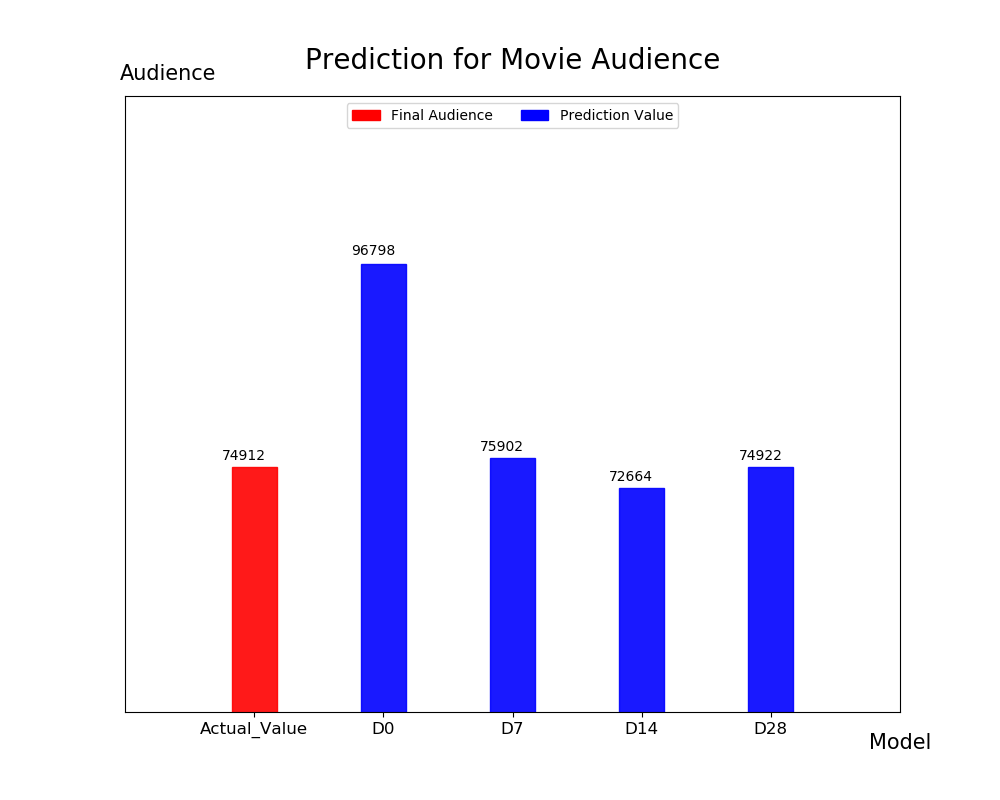 Prediction for Movie Audience
Audience
Final Audience Prediction Value
96798
75902
74912
74922
72664
Actual_Value D0 D7 D14 D28
Model